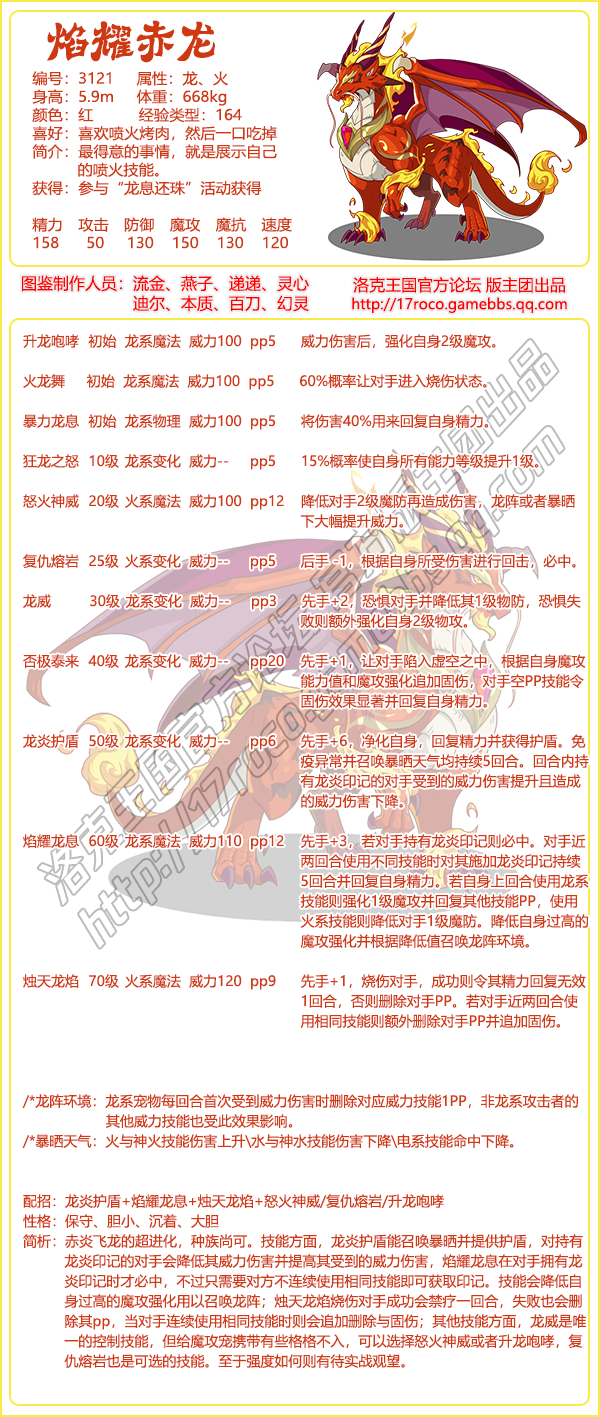 焰耀赤龙
编号：3121 属性：龙、火
身高：5.9m 体重：668kg
颜色：红 经验类型：164
喜好：喜欢喷火烤肉，然后一口吃掉
简介：最得意的事情，就是展示自己
的喷火技能。
获得：参与“龙息还珠”活动获得
精力 攻击 防御 魔攻 魔抗 速度
158 50 130 150 130 120
图鉴制作人员：流金、燕子、递递、灵心
迪尔、本质、百刀、幻灵
洛克王国官方论坛 版主团出品
http://17roco.gamebbs.qq.com
升龙咆哮 初始 龙系魔法 威力100 pp5 威力伤害后，强化自身2级魔攻。
火龙舞 初始 龙系魔法 威力100 pp5 60%概率让对手进入烧伤状态。
暴力龙息 初始 龙系物理 威力100 pp5 将伤害40%用来回复自身精力。
狂龙之怒 10级 龙系变化 威力-- pp5 15%概率使自身所有能力等级提升1级。
怒火神威 20级 火系魔法 威力100 pp12 降低对手2级魔防再造成伤害，龙阵或者暴晒
下大幅提升威力。
复仇熔岩 25级 火系变化 威力-- pp5 后手-1，根据自身所受伤害进行回击，必中。
龙威 30级 龙系变化 威力-- pp3 先手+2，恐惧对手并降低其1级物防，恐惧失
败则额外强化自身2级物攻。
否极泰来 40级 龙系变化 威力-- pp20 先手+1，让对手陷入虚空之中，根据自身魔攻
能力值和魔攻强化追加固伤，对手空PP技能令
固伤效果显著并回复自身精力。
龙炎护盾 50级 龙系变化 威力-- pp6 先手+6，净化自身，回复精力并获得护盾。免
疫异常并召唤暴晒天气均持续5回合。回合内持
有龙炎印记的对手受到的威力伤害提升且造成
的威力伤害下降。
焰耀龙息 60级 龙系魔法 威力110 pp12 先手+3，若对手持有龙炎印记则必中。对手近
两回合使用不同技能时对其施加龙炎印记持续
5回合并回复自身精力。若自身上回合使用龙系
技能则强化1级魔攻并回复其他技能PP，使用
火系技能则降低对手1级魔防。降低自身过高的
魔攻强化并根据降低值召唤龙阵环境。
烛天龙焰 70级 火系魔法 威力120 pp9 先手+1，烧伤对手，成功则令其精力回复无效
1回合，否则删除对手PP。若对手近两回合使
用相同技能则额外删除对手PP并追加固伤。
/*龙阵环境：龙系宠物每回合首次受到威力伤害时删除对应威力技能1PP，非龙系攻击者的
其他威力技能也受此效果影响。
/*暴晒天气：火与神火技能伤害上升\水与神水技能伤害下降\电系技能命中下降。
配招：龙炎护盾+焰耀龙息+烛天龙焰+怒火神威/复仇熔岩/升龙咆哮
性格：保守、胆小、沉着、大胆
简析：赤炎飞龙的超进化，种族尚可。技能方面，龙炎护盾能召唤暴晒并提供护盾，对持有
龙炎印记的对手会降低其威力伤害并提高其受到的威力伤害，焰耀龙息在对手拥有龙
炎印记时才必中，不过只需要对方不连续使用相同技能即可获取印记。技能会降低自
身过高的魔攻强化用以召唤龙阵；烛天龙焰烧伤对手成功会禁疗一回合，失败也会删
除其pp，当对手连续使用相同技能时则会追加删除与固伤；其他技能方面，龙威是唯
一的控制技能，但给魔攻宠携带有些格格不入，可以选择怒火神威或者升龙咆哮，复
仇熔岩也是可选的技能。至于强度如何则有待实战观望。
洛克王国官方论坛 官方版主团出品
http://17roco.gamebbs.qq.com